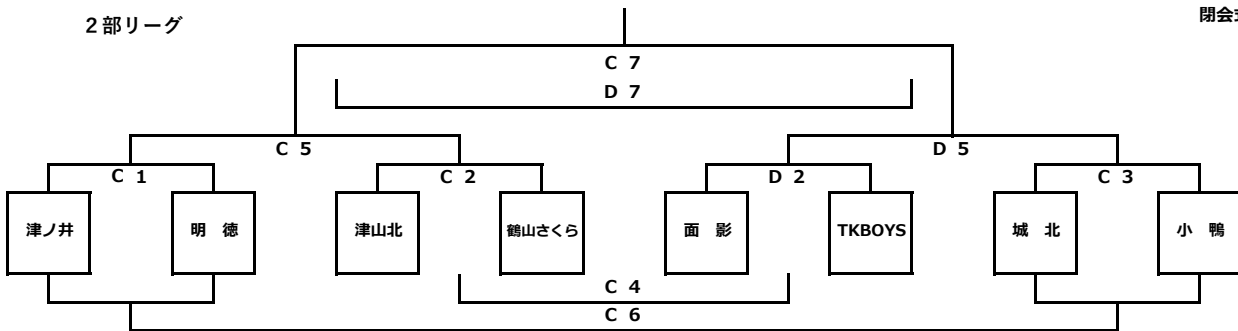 ２部リーグ
閉会
C 7
D 7
C 5
D 5
C 1
C 2
D 2
C 3
津ノ井
明　徳
津山北
鶴山さくら
面　影
TKBOYS
城　北
小　鴨
C 4
C 6